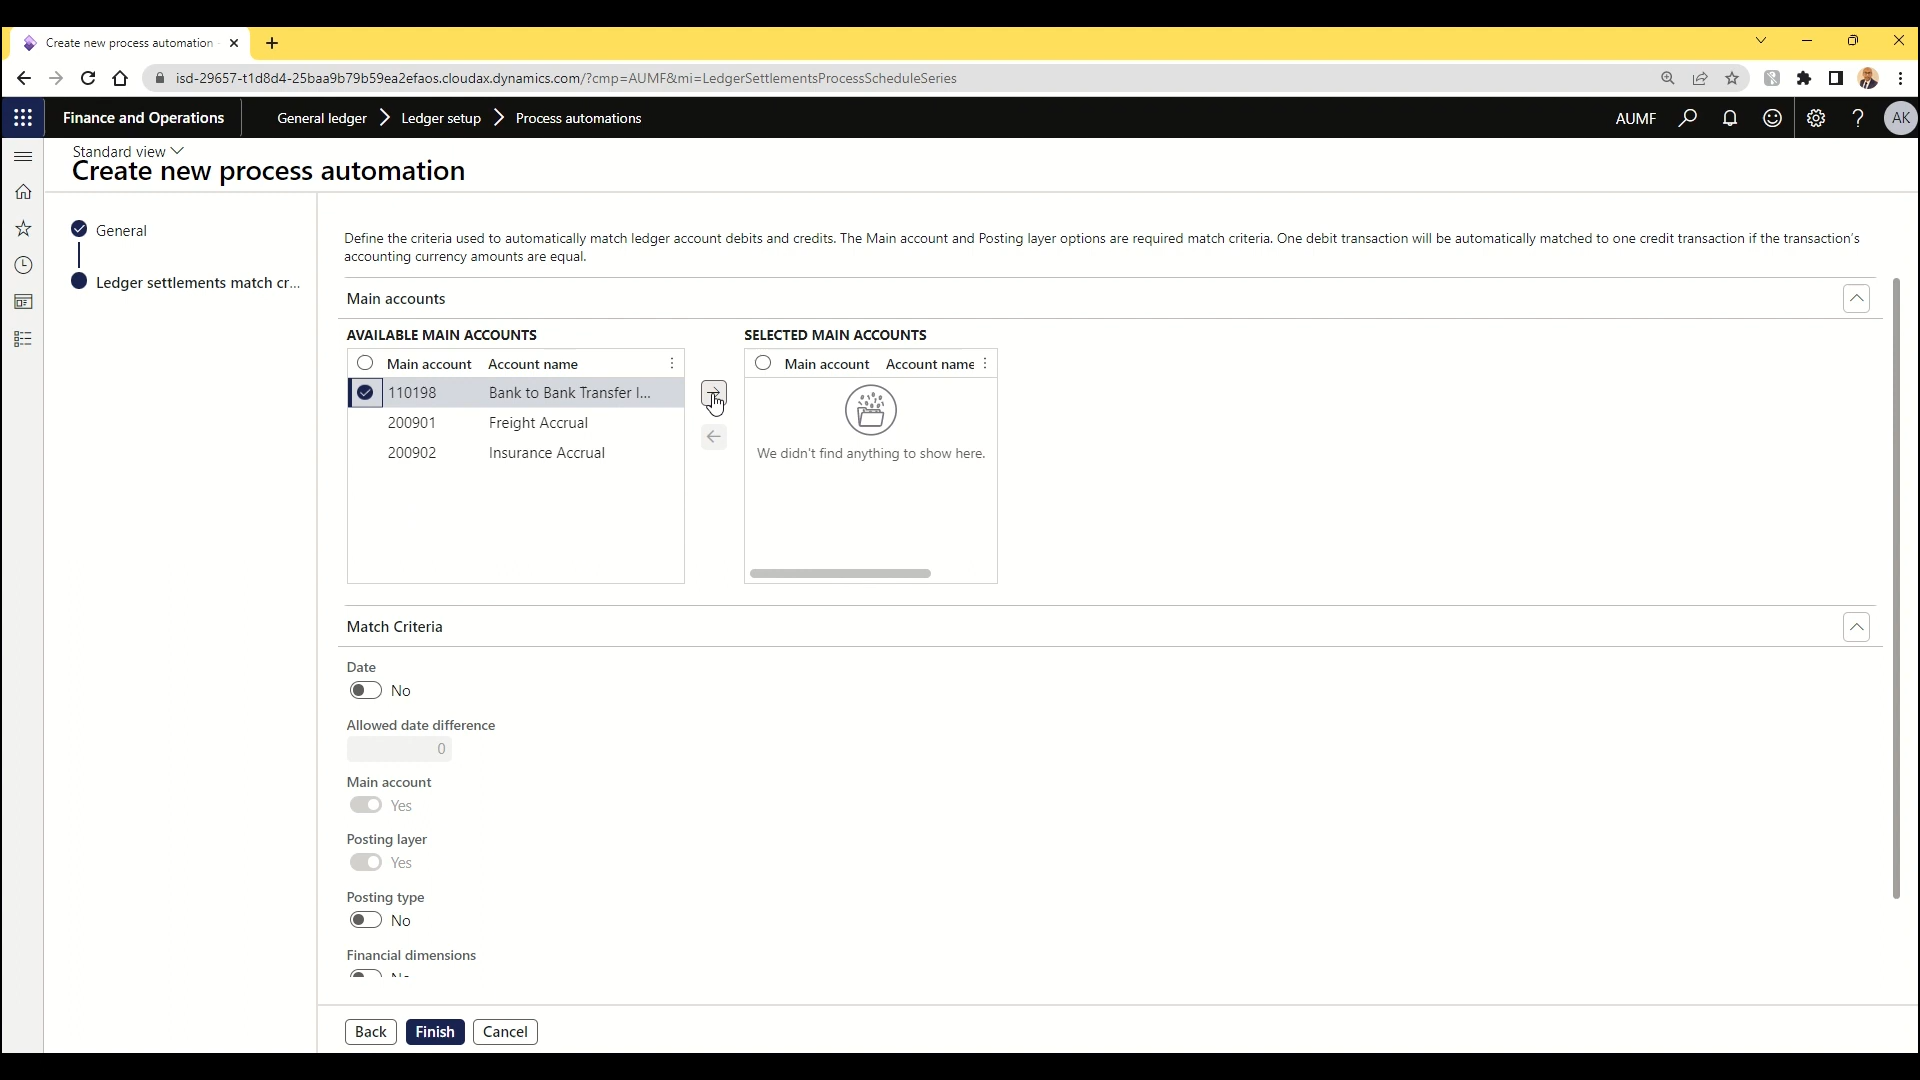 Create new process automation
isd-29657-t1d8d4-25baa9b79b59ea2efaos.cloudax.dynamics.com/?cmp=AUMF&mi=LedgerSettlementsProcessScheduleSeries
Finance and Operations
General ledger
Ledger setup
Process automations
AUMF
?
AK
Standard view
Create new process automation
General
Ledger settlements match cr...
Define the criteria used to automatically match ledger account debits and credits. The Main account and Posting layer options are required match criteria. One debit transaction will be automatically matched to one credit transaction if the transaction's
accounting currency amounts are equal.
Main accounts
AVAILABLE MAIN ACCOUNTS
SELECTED MAIN ACCOUNTS
Main account Account name
Main account Account name
110198 Bank to Bank Transfer I...
200901 Freight Accrual
200902 Insurance Accrual
We didn't find anything to show here.
Match Criteria
Date
No
Allowed date difference
0
Main account
Yes
Posting layer
Yes
Posting type
No
Financial dimensions
No
Back
Finish
Cancel